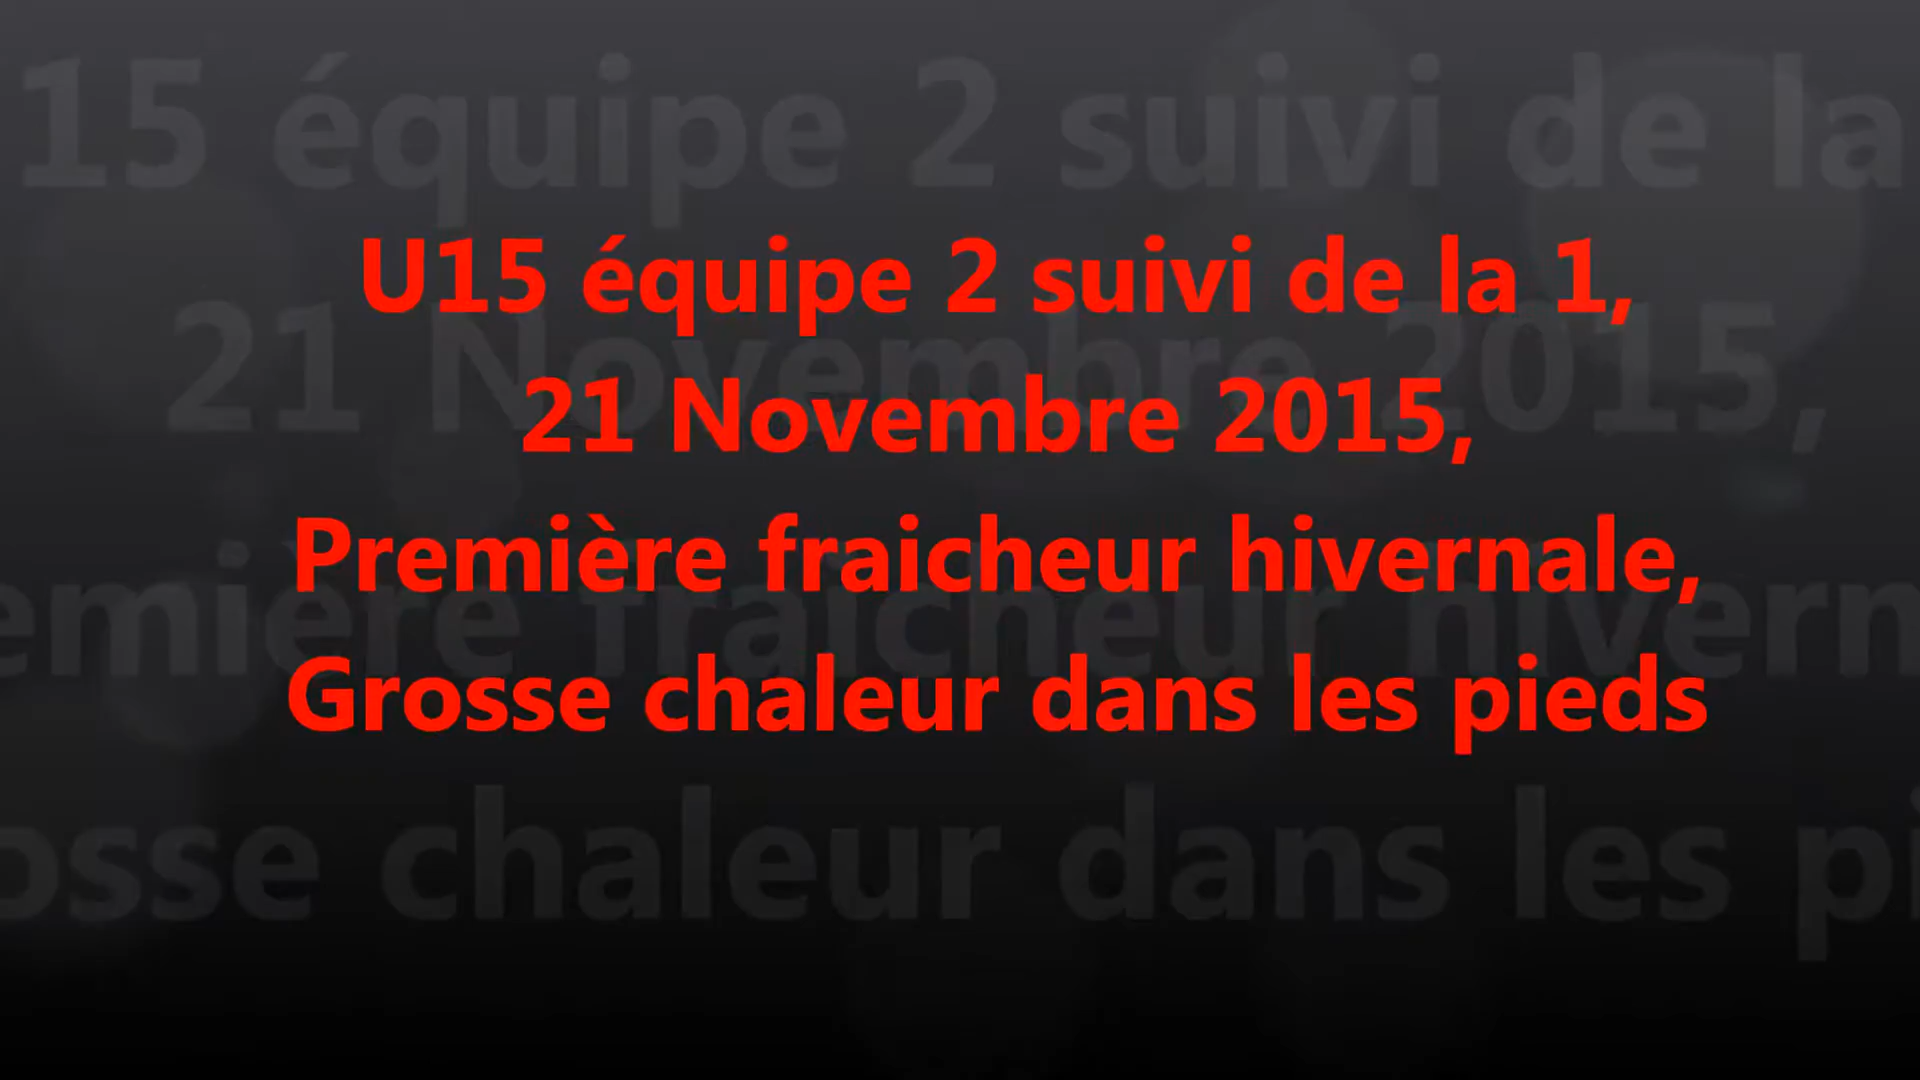 U15 équipe 2 suivi de la 1,
21 Novembre 2015,
Première fraicheur hivernale,
Grosse chaleur dans les pieds